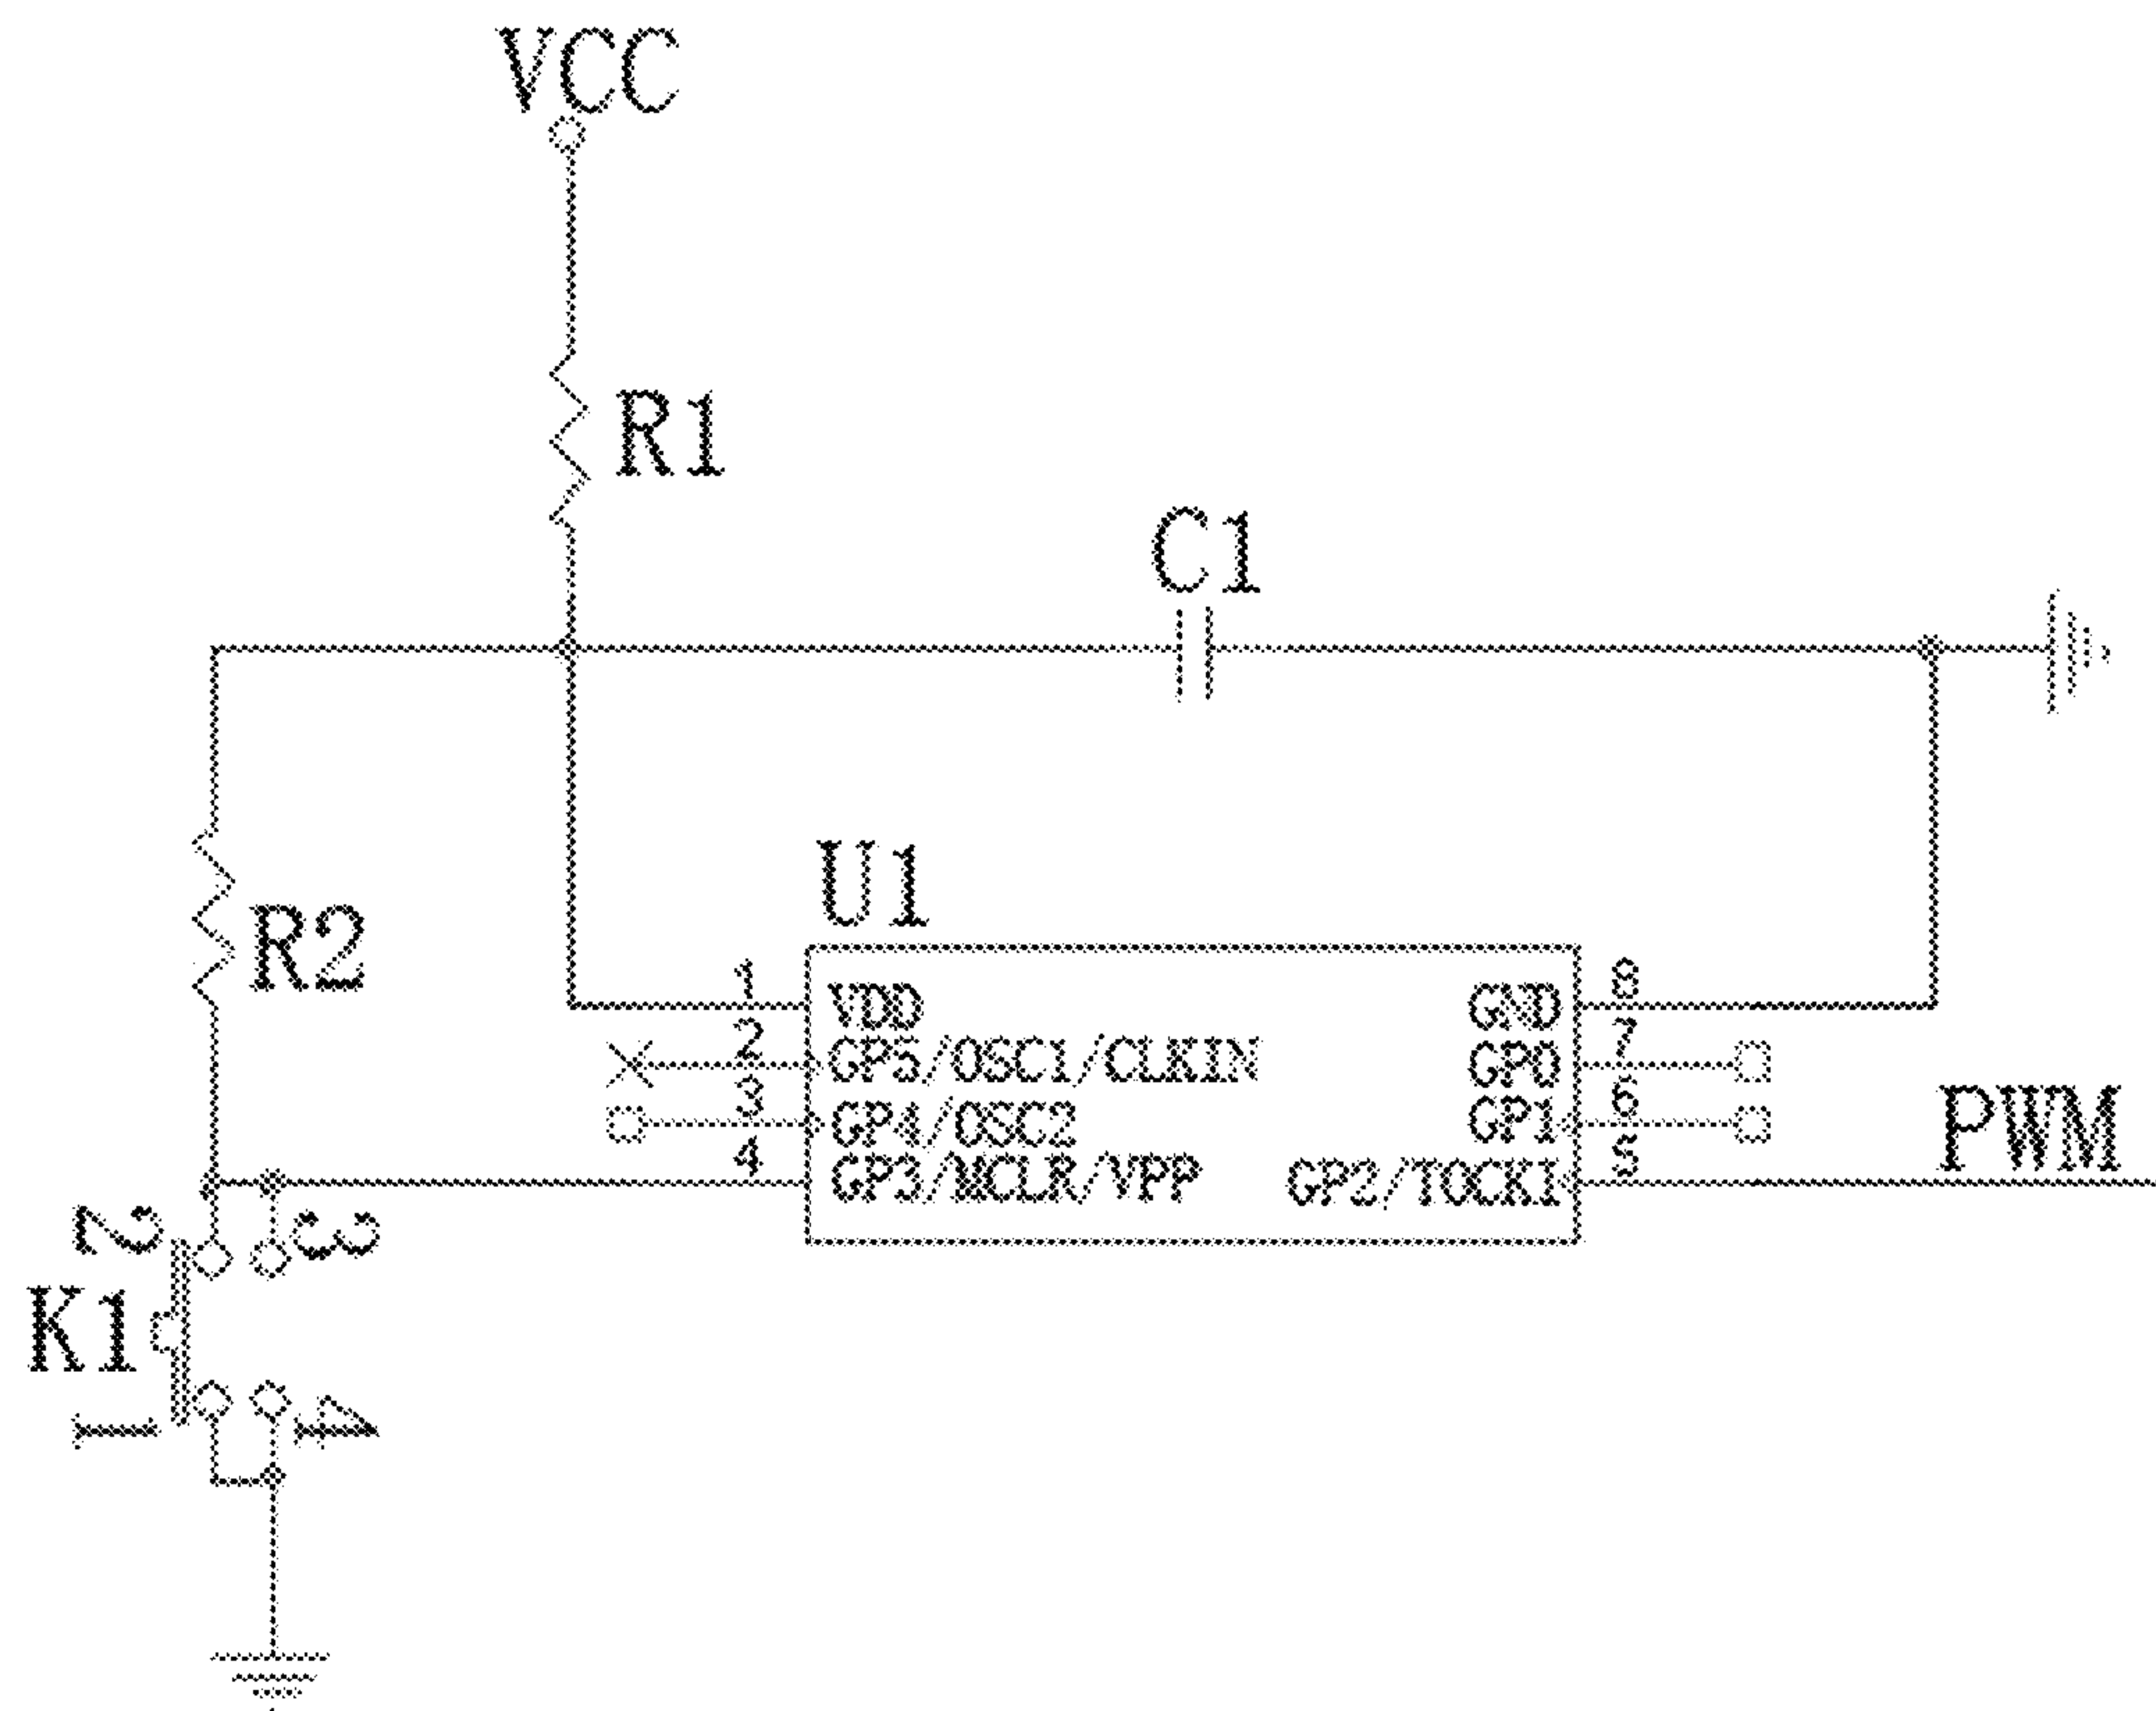 VCC
R1
C1
U1
R2
1
VDD
GND
8
2
GP5/OSC1/CLKIN
GP0
7
3
GP4/OSC2
GP1
6
4
GP3/MCLR/VPP
GP2/TOCKI
5
PWM
2
3
K1
1
4